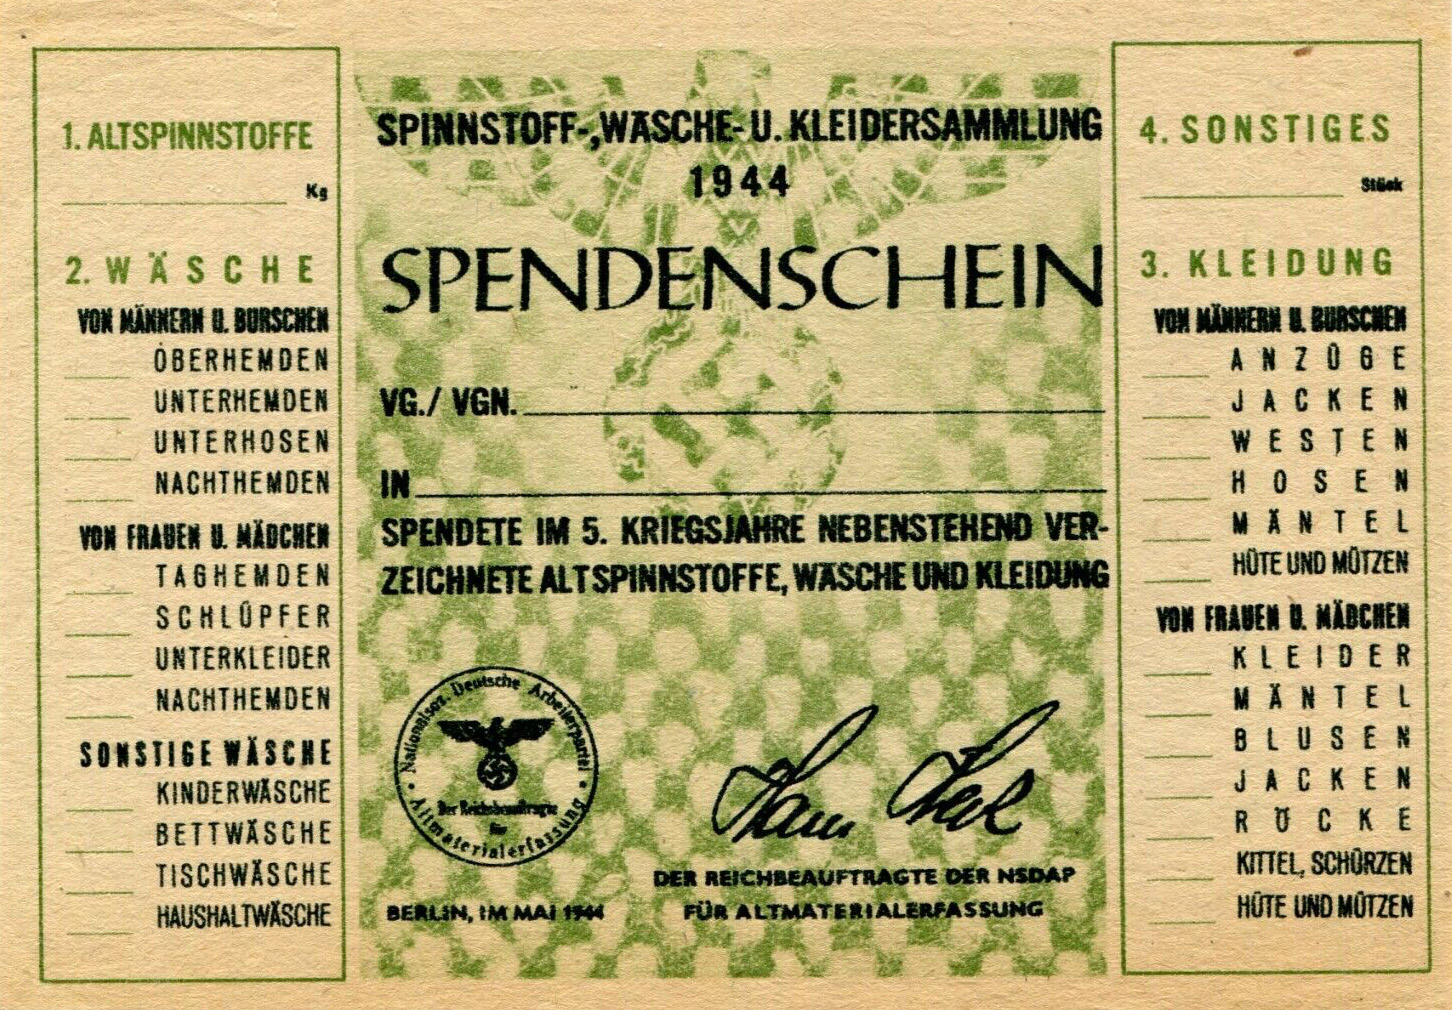 1. ALTSPINNSTOFFE
Kg
2. WÄSCHE
VON MÄNNERN U. BURSCHEN
OBERHEMDEN
UNTERHEMDEN
UNTERHOSEN
NACHTHEMDEN
VON FRAUEN U. MÄDCHEN
TAGHEMDEN
SCHLÜPFER
UNTERKLEIDER
NACHTHEMDEN
SONSTIGE WÄSCHE
KINDERWÄSCHE
BETTWÄSCHE
TISCHWÄSCHE
HAUSHALTWÄSCHE
SPINNSTOFF-, WÄSCHE- U. KLEIDERSAMMLUNG
1944
SPENDENSCHEIN
VG./ VGN.
IN
SPENDETE IM 5. KRIEGSJAHRE NEBENSTEHEND VER-
ZEICHNETE ALTSPINNSTOFFE, WÄSCHE UND KLEIDUNG
Nationalsoz. Deutsche Arbeiterpartei
Der Reichsbeauftragte
für
Altmaterialerfassung
BERLIN, IM MAI 1944
DER REICHBEAUFTRAGTE DER NSDAP
FÜR ALTMATERIALERFASSUNG
4. SONSTIGES
Stück
3. KLEIDUNG
VON MÄNNERN U. BURSCHEN
ANZÜGE
JACKEN
WESTEN
HOSEN
MÄNTEL
HÜTE UND MÜTZEN
VON FRAUEN U. MÄDCHEN
KLEIDER
MÄNTEL
BLUSEN
JACKEN
RÖCKE
KITTEL, SCHÜRZEN
HÜTE UND MÜTZEN